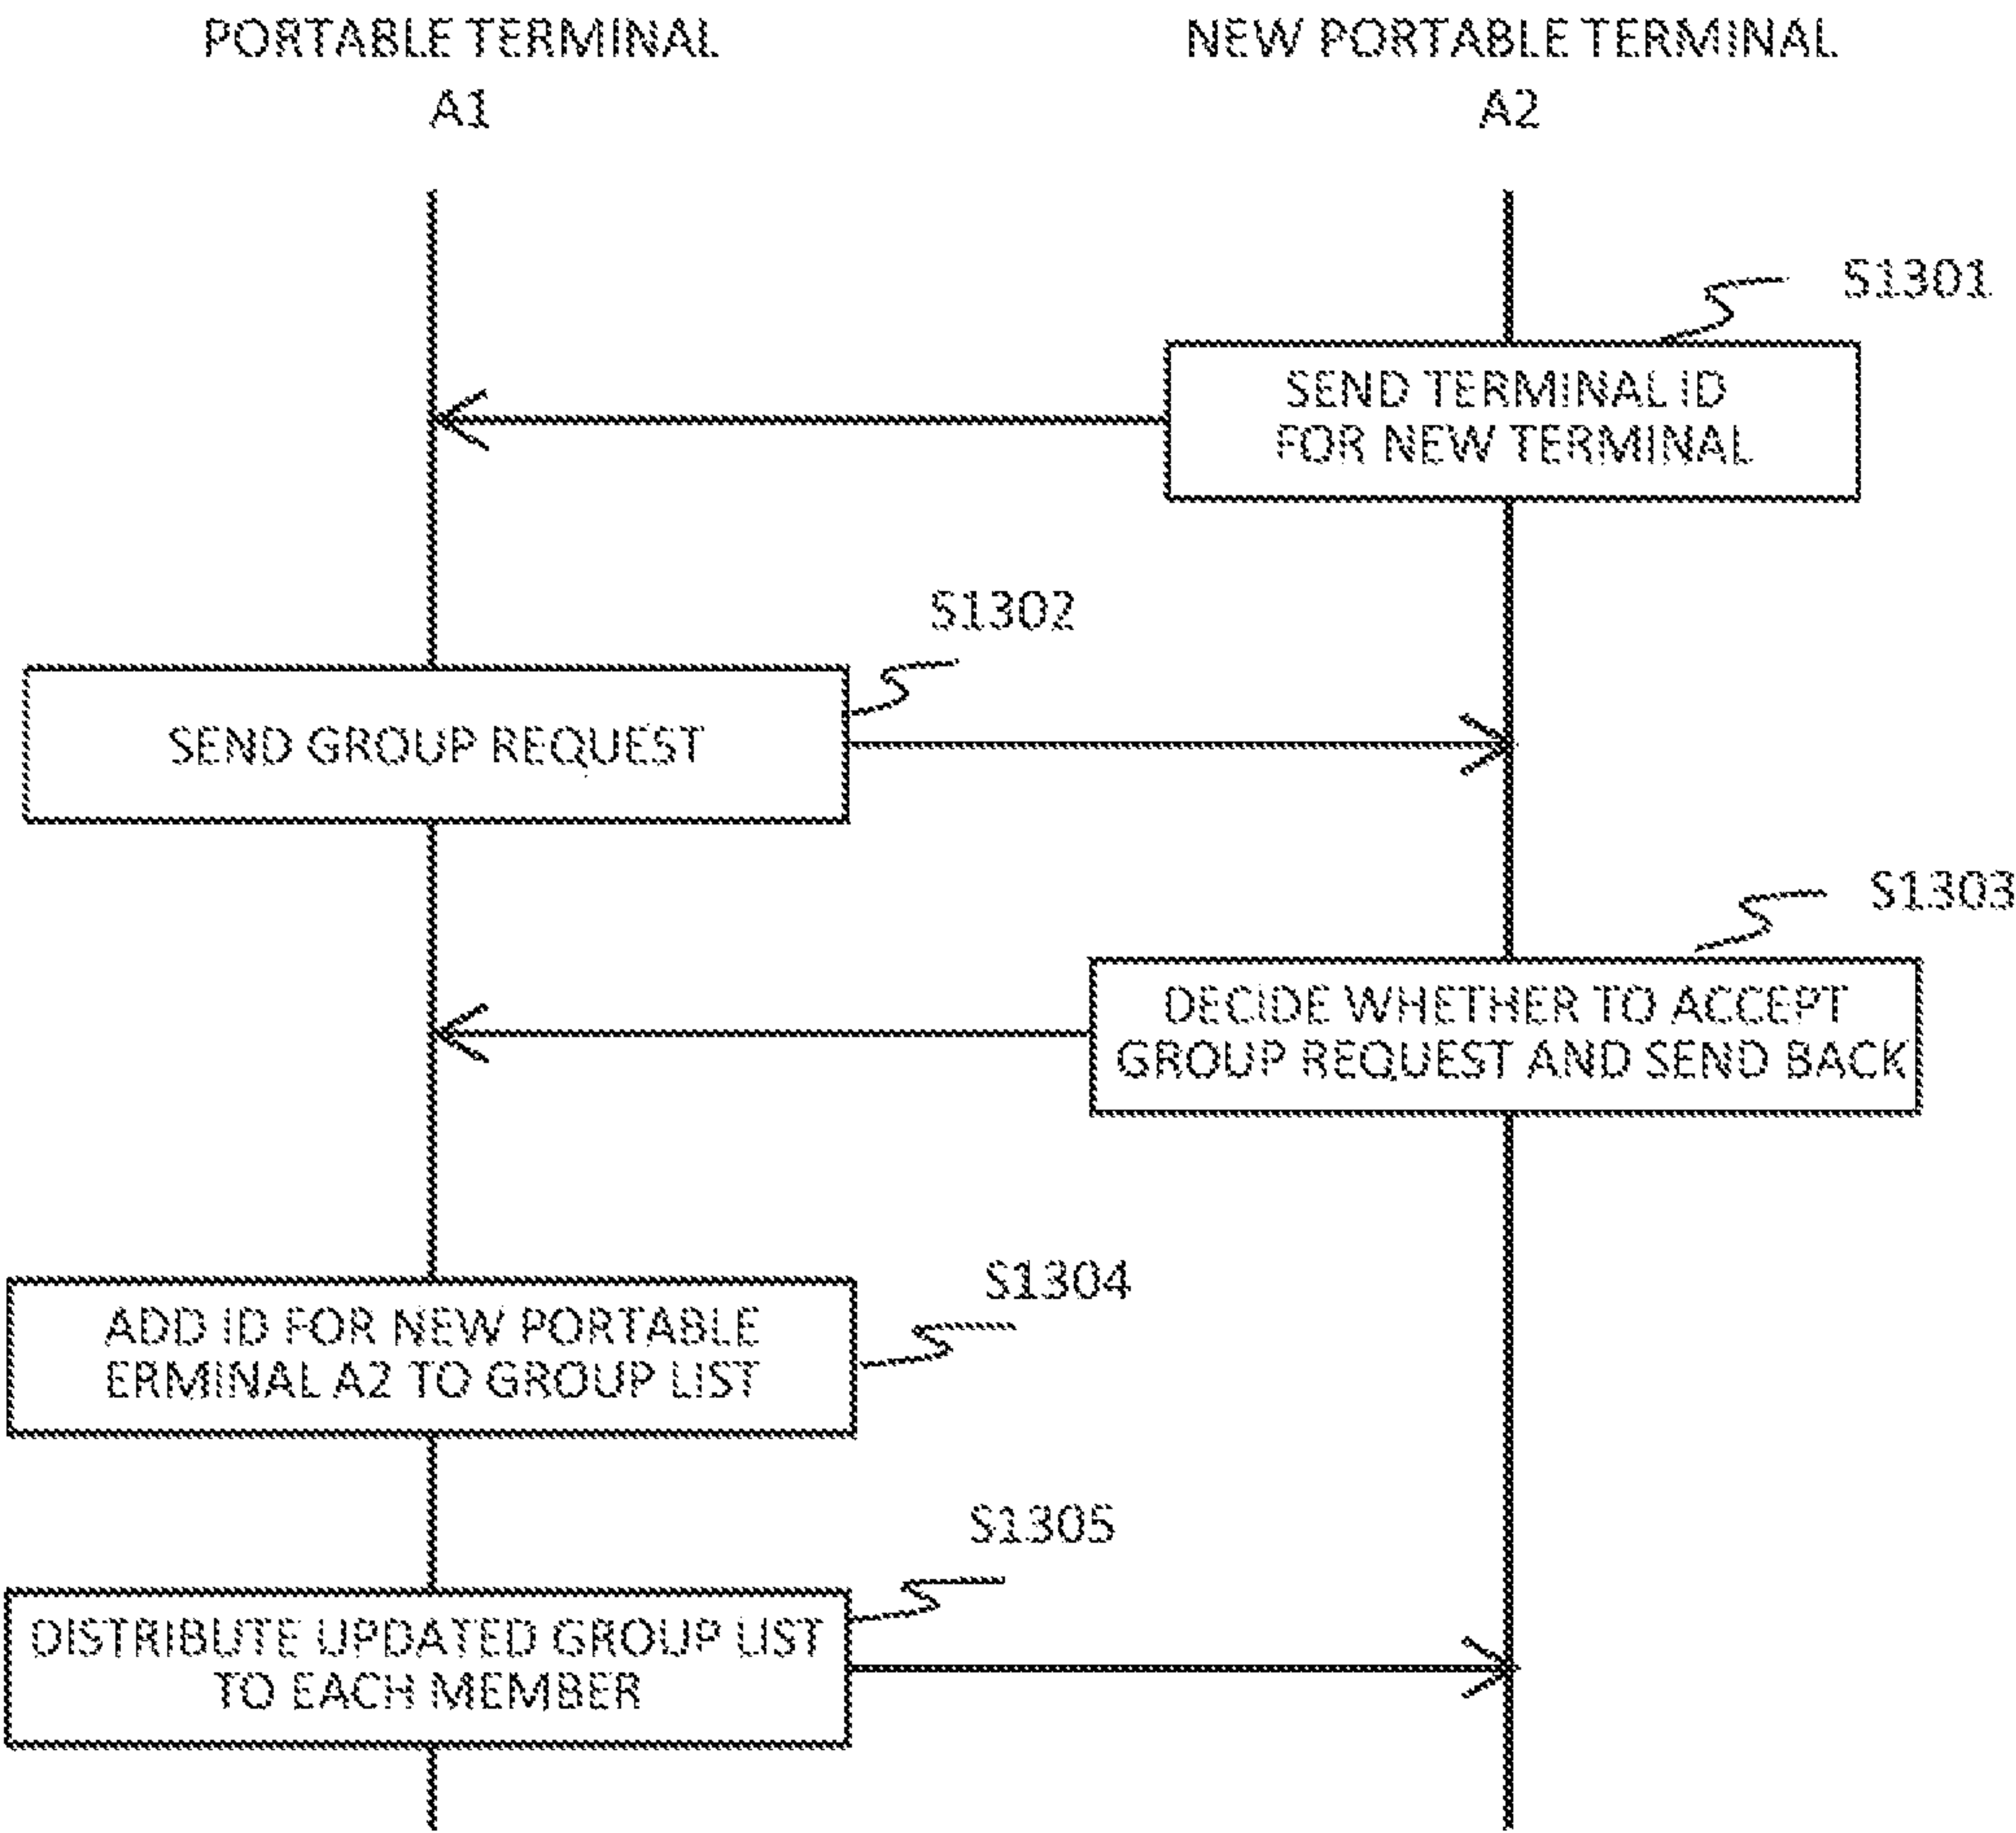 PORTABLE TERMINAL
A1
NEW PORTABLE TERMINAL
A2
S1301
SEND TERMINAL ID
FOR NEW TERMINAL
S1302
SEND GROUP REQUEST
S1303
DECIDE WHETHER TO ACCEPT
GROUP REQUEST AND SEND BACK
S1304
ADD ID FOR NEW PORTABLE
ERMINAL A2 TO GROUP LIST
S1305
DISTRIBUTE UPDATED GROUP LIST
TO EACH MEMBER